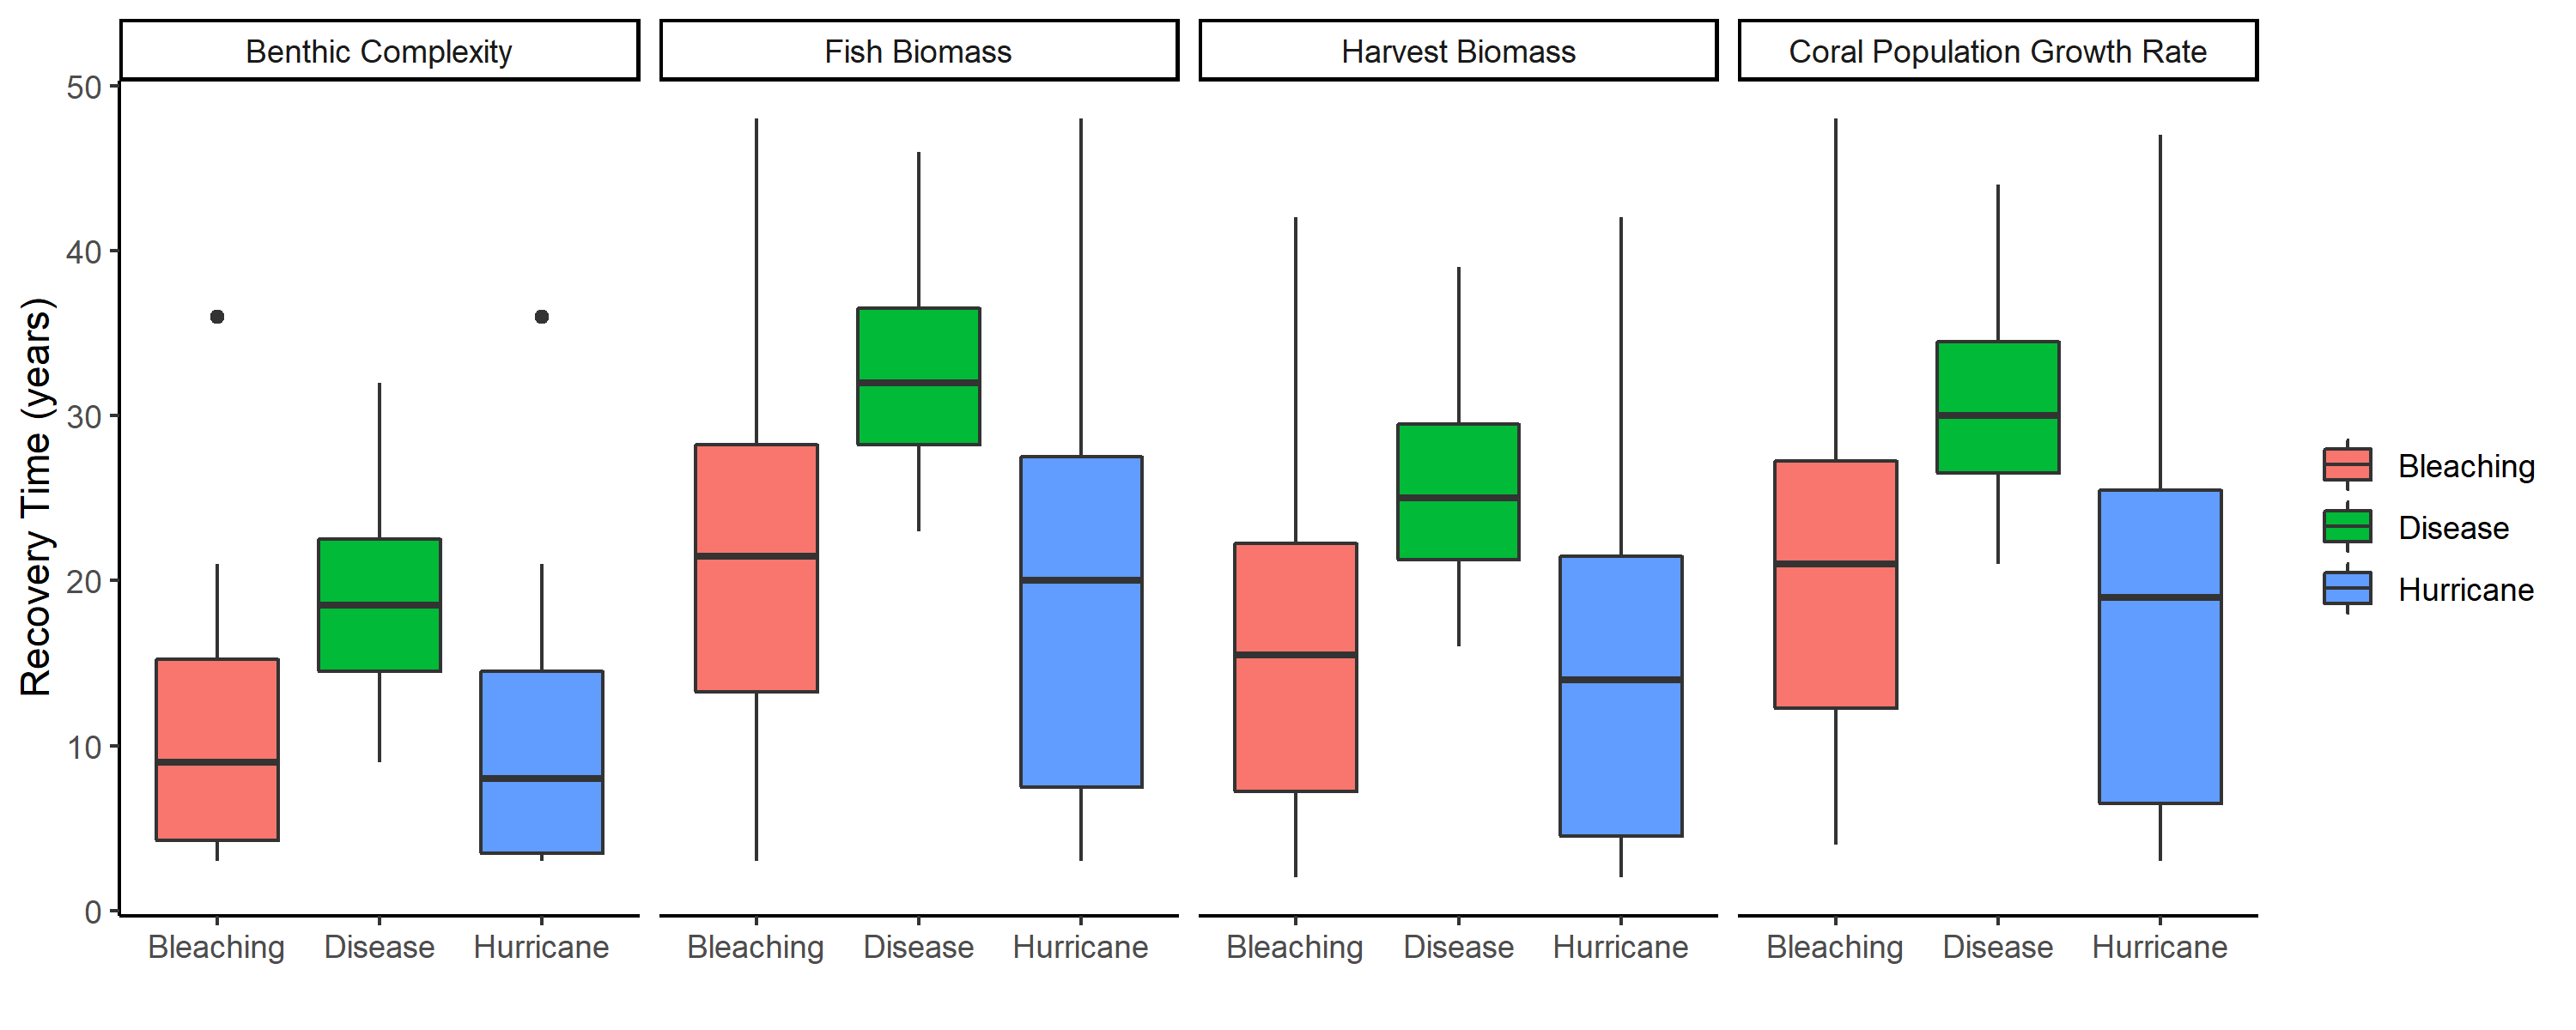 Benthic Complexity
Fish Biomass
Harvest Biomass
Coral Population Growth Rate
Recovery Time (years)
50
40
30
20
10
0
Bleaching
Disease
Hurricane
Bleaching
Disease
Hurricane
Bleaching
Disease
Hurricane
Bleaching
Disease
Hurricane
Bleaching
Disease
Hurricane